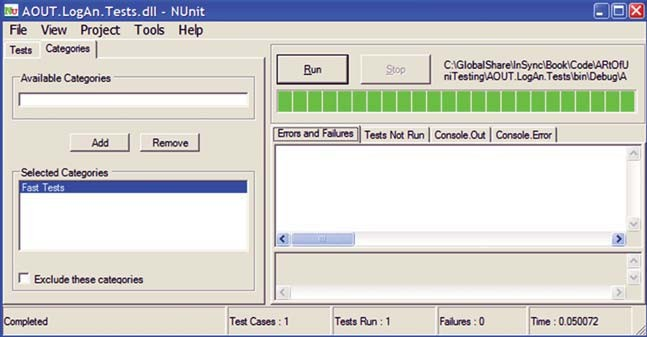 AOUT.LogAn.Tests.dll - NUnit
File View Project Tools Help
Tests Categories
Available Categories
Add Remove
Selected Categories
Fast Tests
Exclude these categories
Run Stop
C:\GlobalShare\InSync\Book\Code\ARtOfU
niTesting\AOUT.LogAn.Tests\bin\Debug\A
Errors and Failures Tests Not Run Console.Out Console.Error
Completed Test Cases : 1 Tests Run : 1 Failures : 0 Time : 0.050072